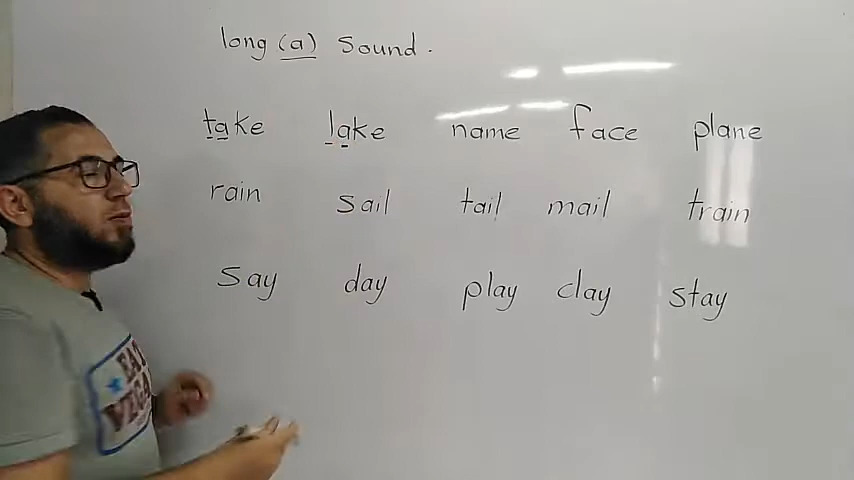 long (a) sound.
take lake name face plane
rain sail tail mail train
say day play clay stay